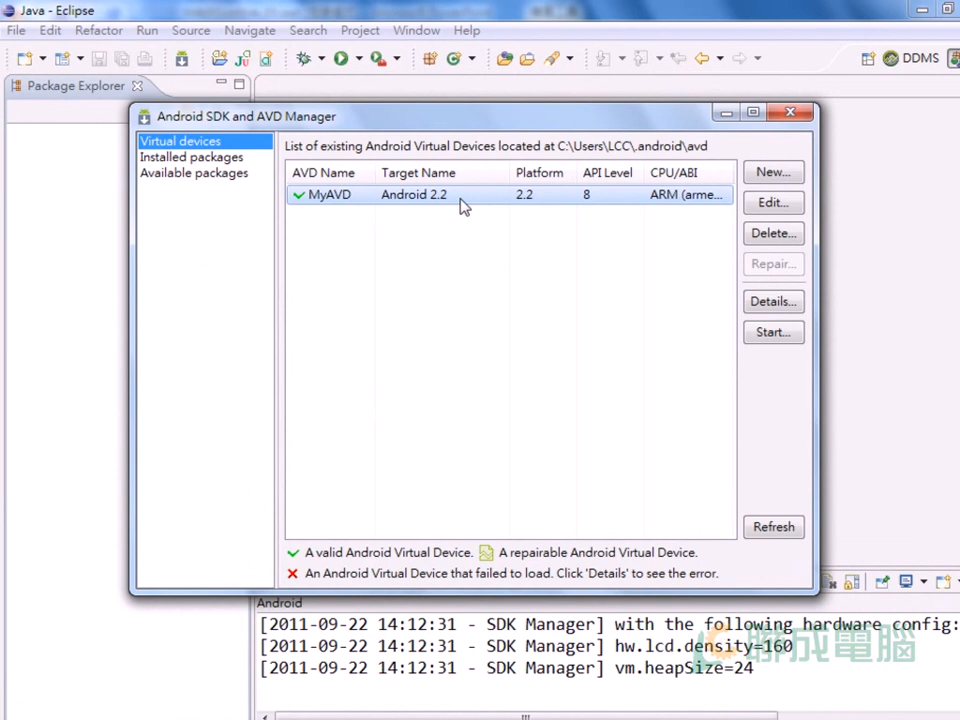 Java - Eclipse
File Edit Refactor Run Source Navigate Search Project Window Help
DDMS
Package Explorer
Android SDK and AVD Manager
Virtual devices
Installed packages
Available packages
List of existing Android Virtual Devices located at C:\Users\LCC\.android\avd
AVD Name Target Name Platform API Level CPU/ABI
MyAVD Android 2.2 2.2 8 ARM (arme...
New...
Edit...
Delete...
Repair...
Details...
Start...
Refresh
A valid Android Virtual Device. A repairable Android Virtual Device.
An Android Virtual Device that failed to load. Click 'Details' to see the error.
Android
[2011-09-22 14:12:31 - SDK Manager] with the following hardware config:
[2011-09-22 14:12:31 - SDK Manager] hw.lcd.density=160
[2011-09-22 14:12:31 - SDK Manager] vm.heapSize=24
聯成電腦